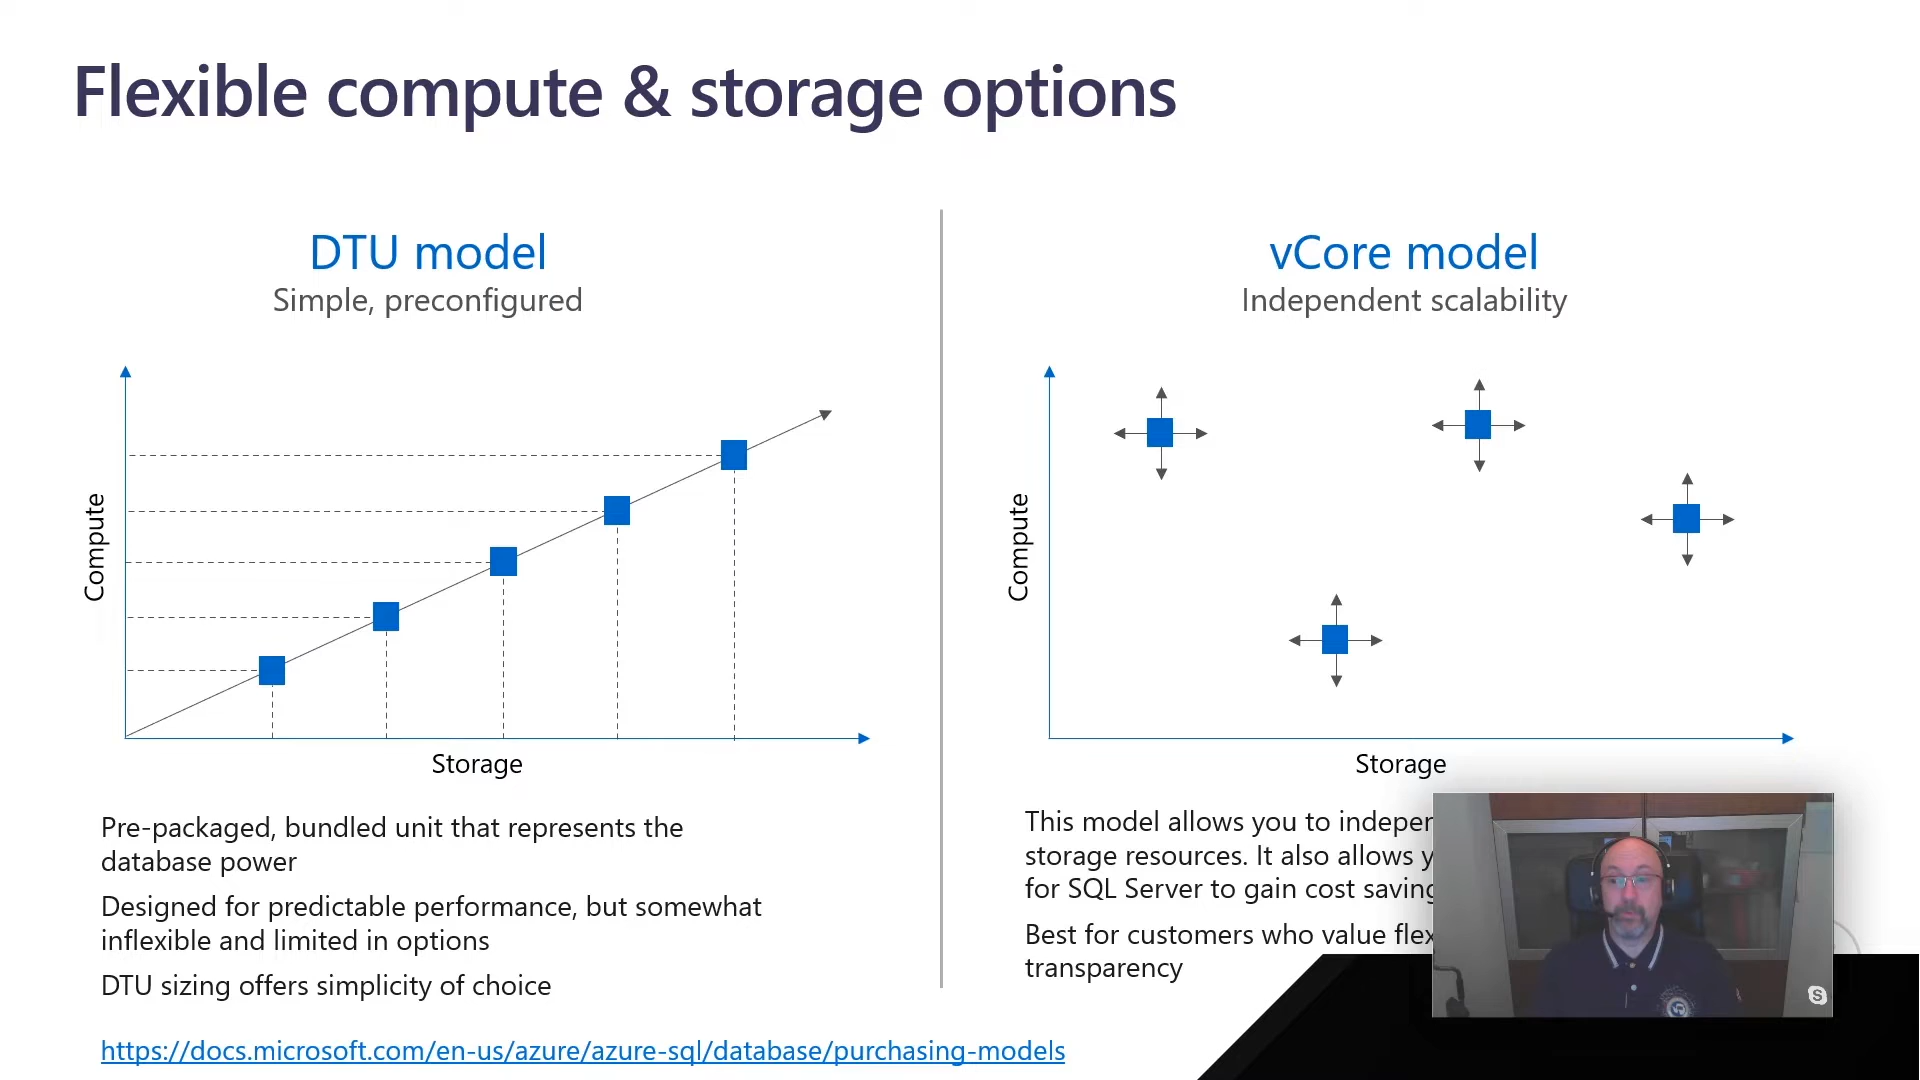 Flexible compute & storage options
DTU model
Simple, preconfigured
Compute
Storage
Pre-packaged, bundled unit that represents the
database power
Designed for predictable performance, but somewhat
inflexible and limited in options
DTU sizing offers simplicity of choice
https://docs.microsoft.com/en-us/azure/azure-sql/database/purchasing-models
vCore model
Independent scalability
Compute
Storage
This model allows you to
storage resources. It also allows
for SQL Server to gain cost
Best for customers who value
transparency